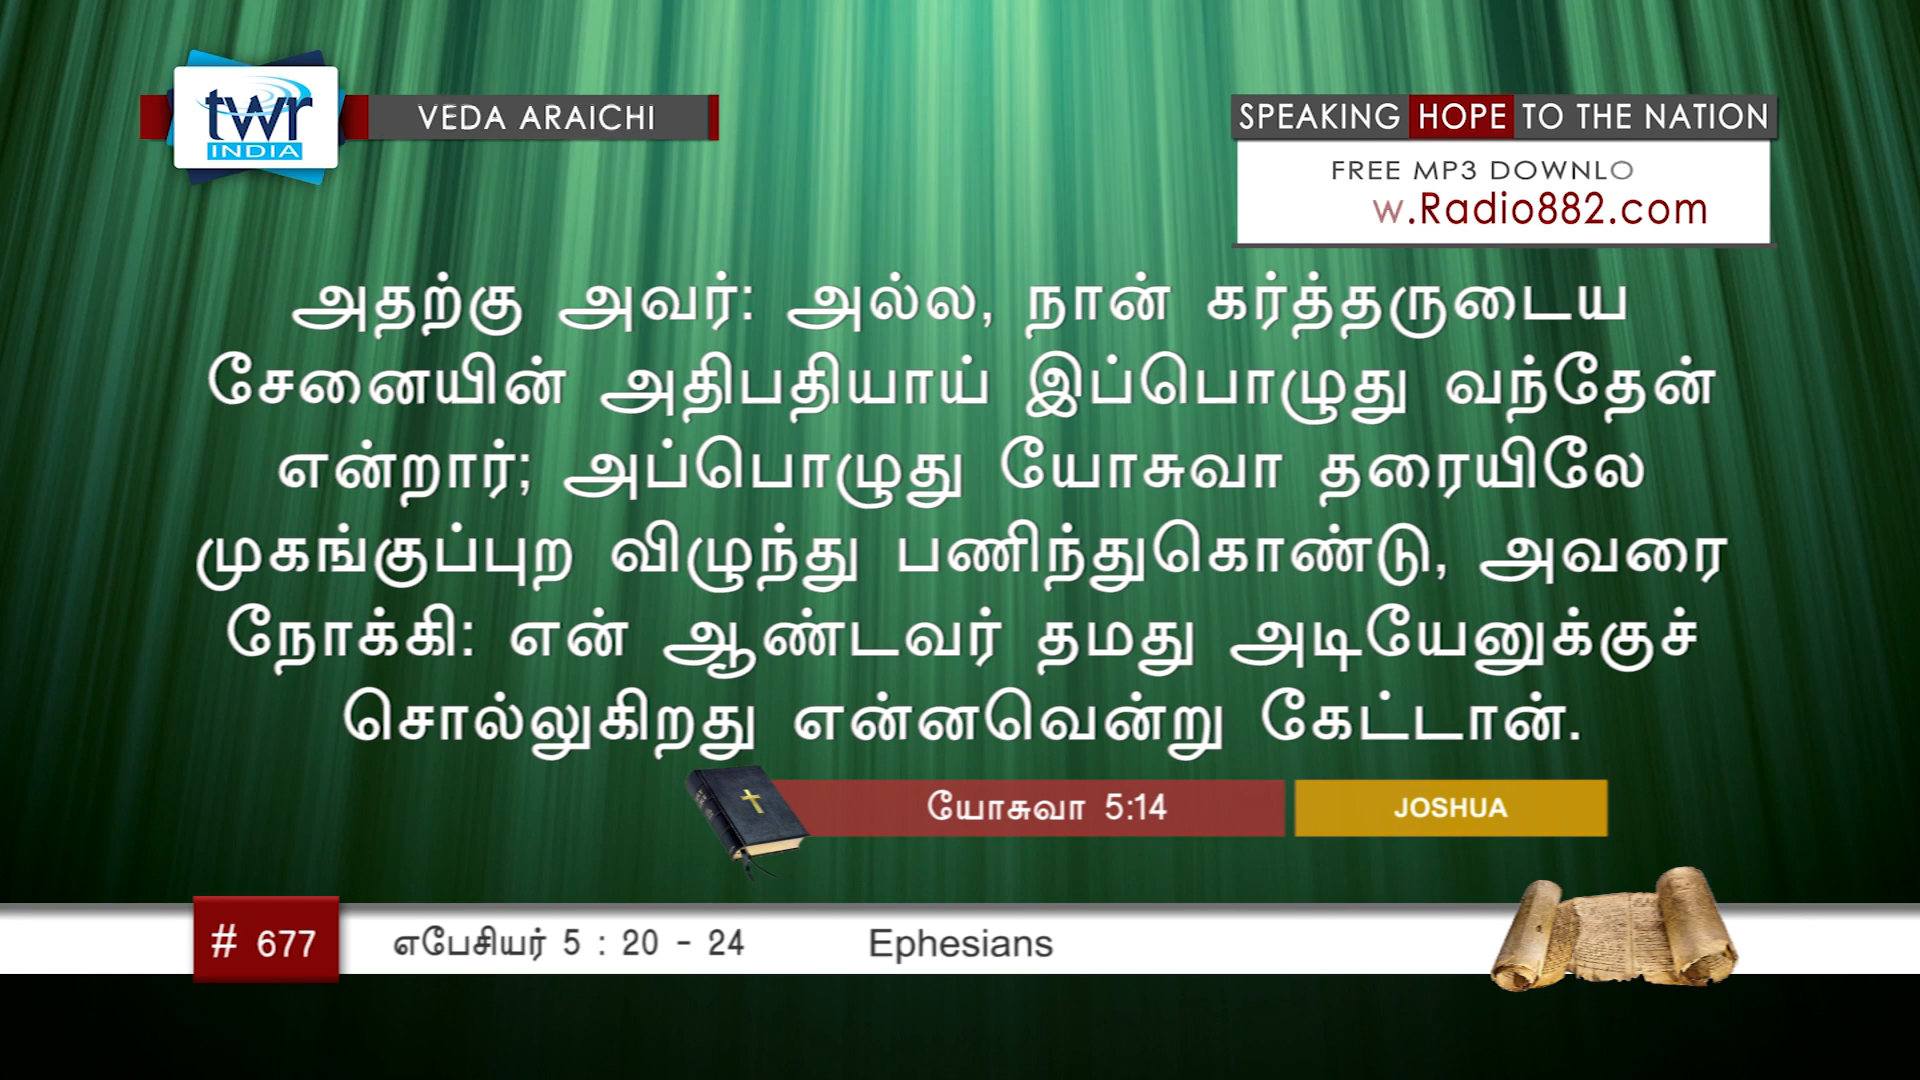 twr
INDIA
VEDA ARAICHI
SPEAKING HOPE TO THE NATION
FREE MP3 DOWNLO
w.Radio882.com
அதற்கு அவர்: அல்ல, நான் கர்த்தருடைய
சேனையின் அதிபதியாய் இப்பொழுது வந்தேன்
என்றார்; அப்பொழுது யோசுவா தரையிலே
முகங்குப்புற விழுந்து பணிந்துகொண்டு, அவரை
நோக்கி: என் ஆண்டவர் தமது அடியேனுக்குச்
சொல்லுகிறது என்னவென்று கேட்டான்.
யோசுவா 5:14
JOSHUA
# 677
எபேசியர் 5 : 20 - 24
Ephesians